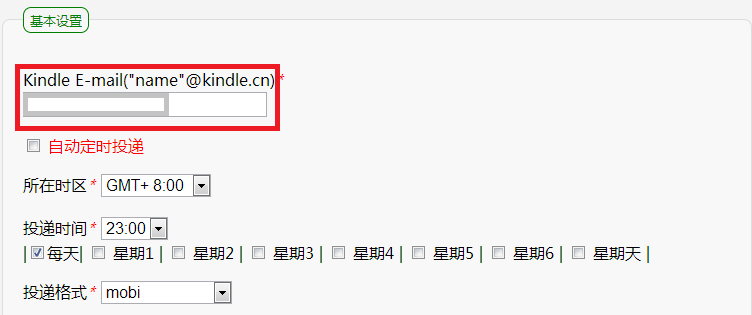 基本设置
Kindle E-mail("name"@kindle.cn)*
自动定时投递
所在时区* GMT+ 8:00
投递时间* 23:00
| 每天 | 星期1 | 星期2 | 星期3 | 星期4 | 星期5 | 星期6 | 星期天 |
投递格式* mobi